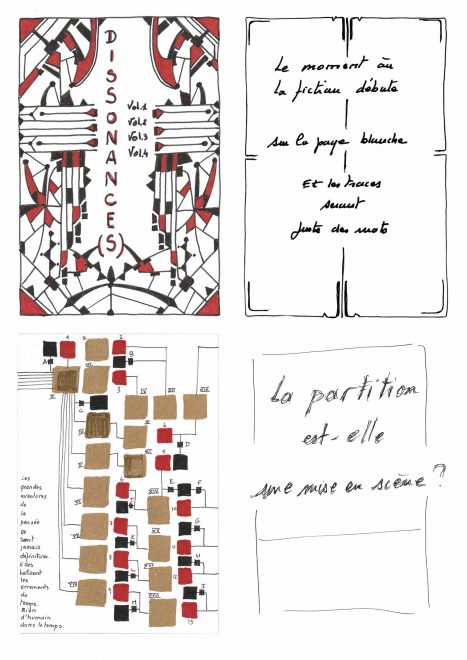 DISSONANCES
(S)
Vol.1
Vol.2
Vol.3
Vol.4
Le moment où
la fiction débute
sur la page blanche
Et les traces
seront
juste des mots
Les
grandes
aventures
de
la
pensée
ne
sont
jamais
définitives.
Elles
balisent
les
errements
du
temps.
Rien
d'humain
dans le temps.
La partition
est-elle
une mise en scène?